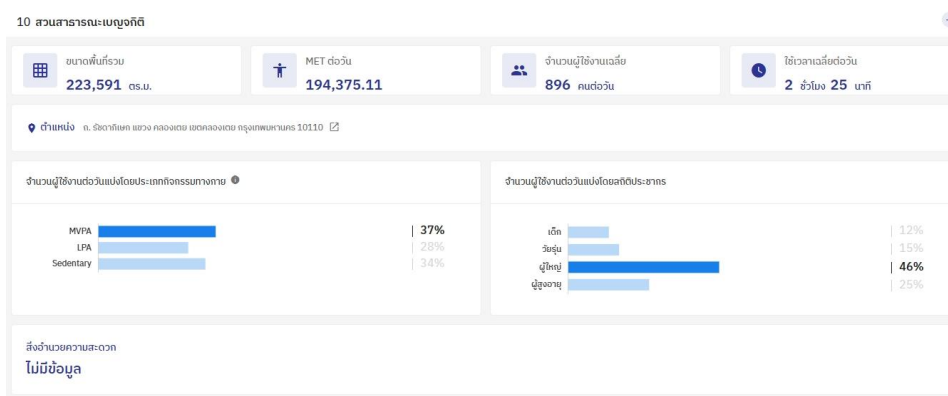 10 สวนสาธารณะเบญจกิติ
ขนาดพื้นที่รวม
223,591 ตร.ม.
MET ต่อวัน
194,375.11
จำนวนผู้ใช้งานเฉลี่ย
896 คนต่อวัน
ใช้เวลาเฉลี่ยต่อวัน
2 ชั่วโมง 25 นาที
ตำแหน่ง ถ. รัชดาภิเษก แขวง คลองเตย เขตคลองเตย กรุงเทพมหานคร 10110
จำนวนผู้ใช้งานต่อวันแบ่งโดยประเภทกิจกรรมทางกาย
MVPA 37%
LPA 28%
Sedentary 34%
จำนวนผู้ใช้งานต่อวันแบ่งโดยสถิติประชากร
เด็ก 12%
วัยรุ่น 15%
ผู้ใหญ่ 46%
ผู้สูงอายุ 25%
สิ่งอำนวยความสะดวก
ไม่มีข้อมูล